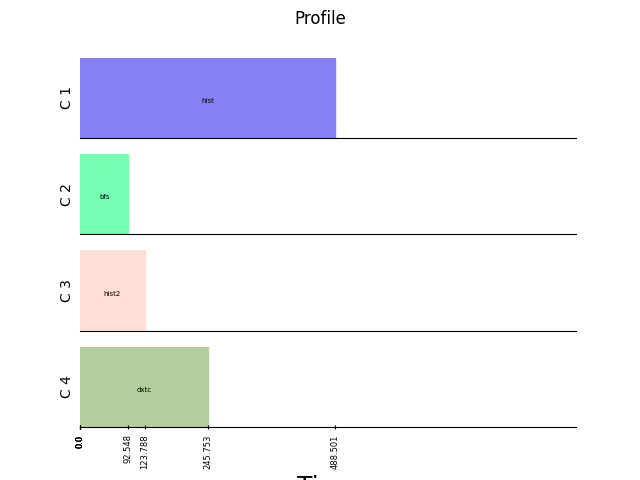 Profile
C 1
hist
C 2
bfs
C 3
hist2
C 4
dxtc
0.0
92.548
123.788
245.753
488.501